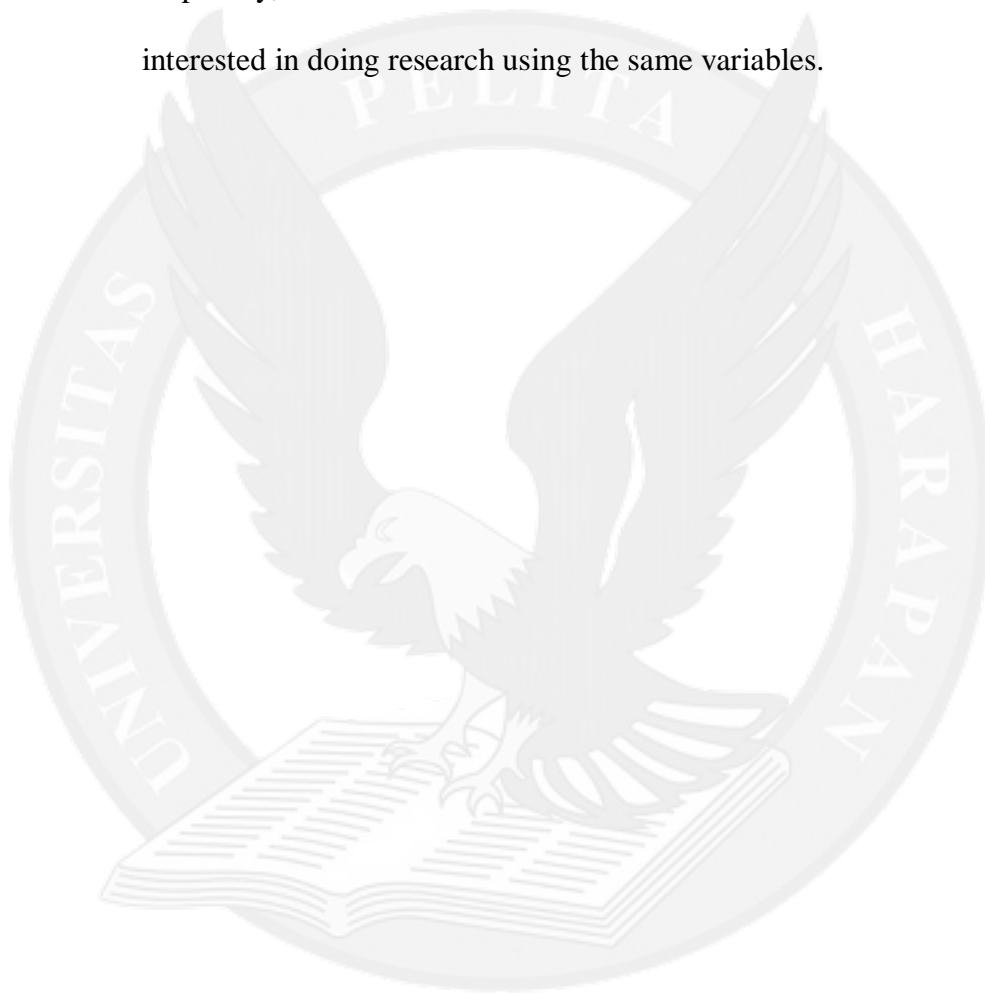 interested in doing research using the same variables.
PELITA
UNIVERSITAS
HARAPAN